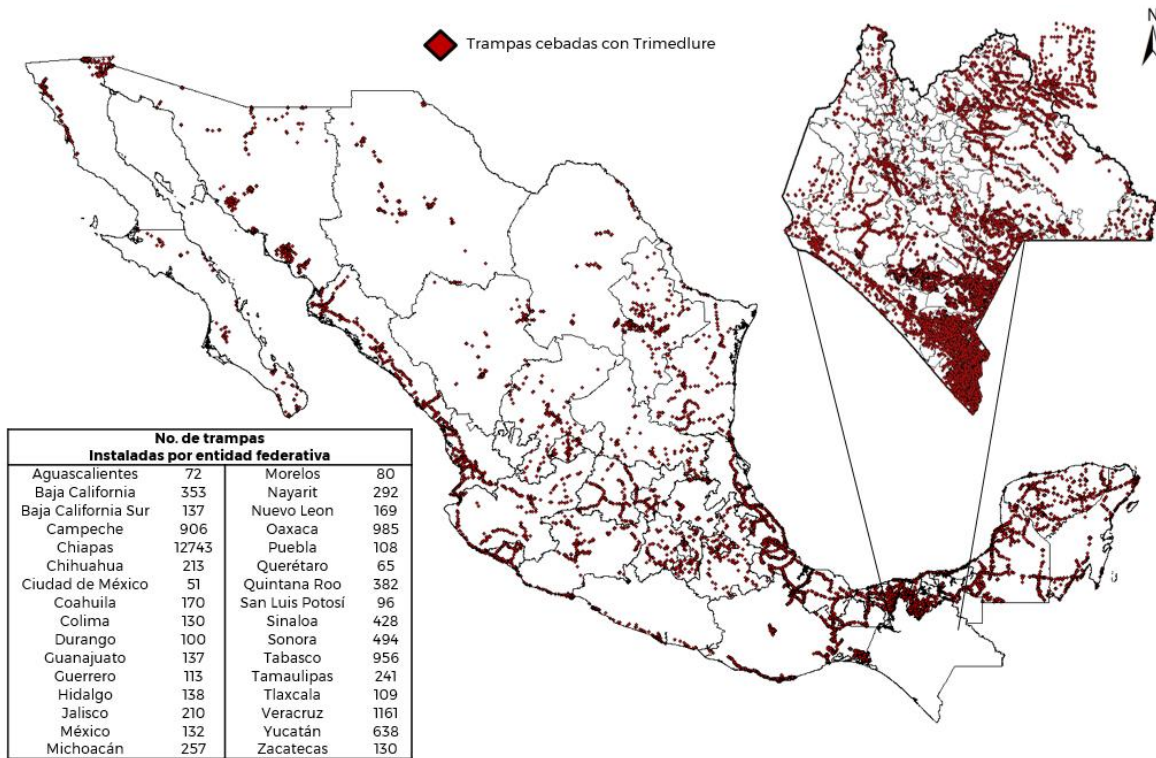 Trampas cebadas con Trimedlure
N
No. de trampas
Instaladas por entidad federativa
Aguascalientes 72 Morelos 80
Baja California 353 Nayarit 292
Baja California Sur 137 Nuevo Leon 169
Campeche 906 Oaxaca 985
Chiapas 12743 Puebla 108
Chihuahua 213 Querétaro 65
Ciudad de México 51 Quintana Roo 382
Coahuila 170 San Luis Potosí 96
Colima 130 Sinaloa 428
Durango 100 Sonora 494
Guanajuato 137 Tabasco 956
Guerrero 113 Tamaulipas 241
Hidalgo 138 Tlaxcala 109
Jalisco 210 Veracruz 1161
México 132 Yucatán 638
Michoacán 257 Zacatecas 130